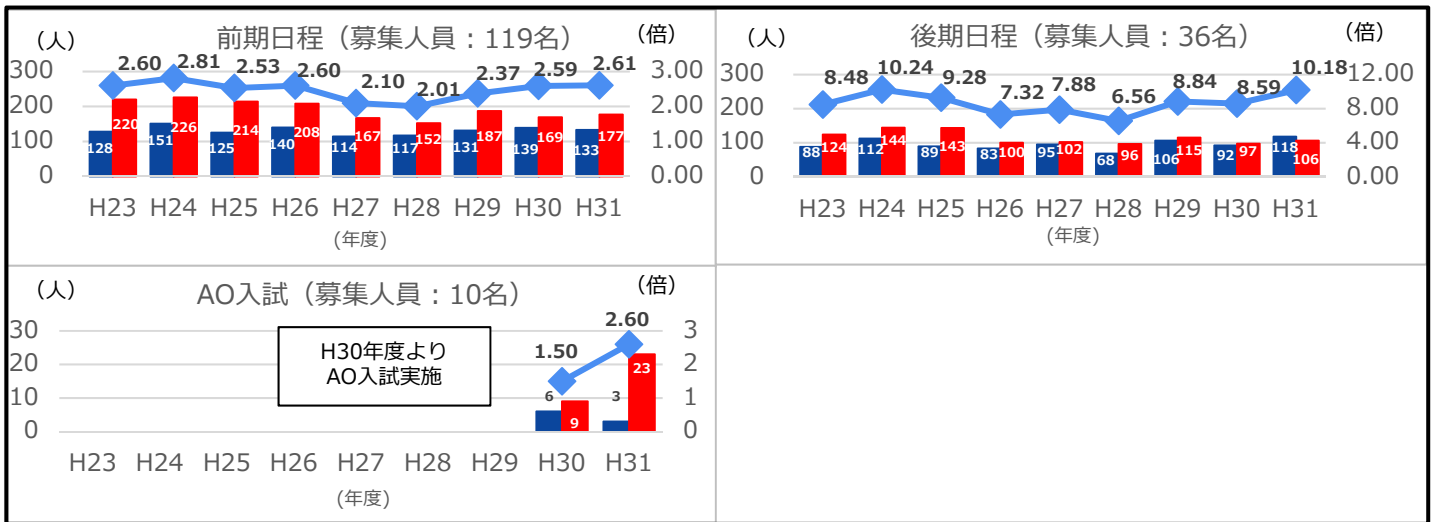 （人）
前期日程（募集人員：119名）
（倍）
2.60 2.81 2.53 2.60 2.10 2.01 2.37 2.59 2.61
300 3.00
200 2.00
100 1.00
0 0.00
220 226 214 208 167 152 187 169 177
128 151 125 140 114 117 131 139 133
H23 H24 H25 H26 H27 H28 H29 H30 H31
(年度)
（人）
後期日程（募集人員：36名）
（倍）
8.48 10.24 9.28 7.32 7.88 6.56 8.84 8.59 10.18
300 12.00
200 8.00
100 4.00
0 0.00
88 124 112 144 89 143 83 100 95 102 68 96 106 115 92 97 118 106
H23 H24 H25 H26 H27 H28 H29 H30 H31
(年度)
（人）
AO入試（募集人員：10名）
（倍）
30 3
20 2
10 1
0 0
H30年度より
AO入試実施
1.50 2.60
6 9 3 23
H23 H24 H25 H26 H27 H28 H29 H30 H31
(年度)